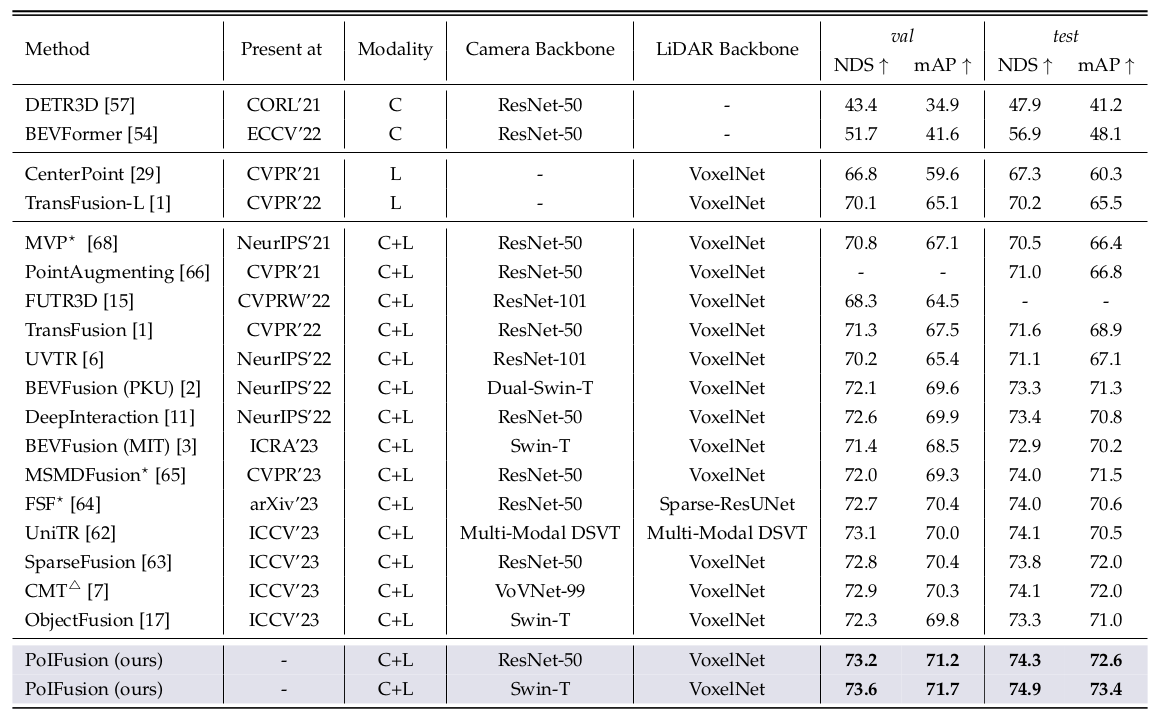 Method Present at Modality Camera Backbone LiDAR Backbone val test
NDS ↑ mAP ↑ NDS ↑ mAP ↑
DETR3D [57] CORL’21 C ResNet-50 - 43.4 34.9 47.9 41.2
BEVFormer [54] ECCV’22 C ResNet-50 - 51.7 41.6 56.9 48.1
CenterPoint [29] CVPR’21 L - VoxelNet 66.8 59.6 67.3 60.3
TransFusion-L [1] CVPR’22 L - VoxelNet 70.1 65.1 70.2 65.5
MVP⋆ [68] NeurIPS’21 C+L ResNet-50 VoxelNet 70.8 67.1 70.5 66.4
PointAugmenting [66] CVPR’21 C+L ResNet-50 VoxelNet - - 71.0 66.8
FUTR3D [15] CVPRW’22 C+L ResNet-101 VoxelNet 68.3 64.5 - -
TransFusion [1] CVPR’22 C+L ResNet-50 VoxelNet 71.3 67.5 71.6 68.9
UVTR [6] NeurIPS’22 C+L ResNet-101 VoxelNet 70.2 65.4 71.1 67.1
BEVFusion (PKU) [2] NeurIPS’22 C+L Dual-Swin-T VoxelNet 72.1 69.6 73.3 71.3
DeepInteraction [11] NeurIPS’22 C+L ResNet-50 VoxelNet 72.6 69.9 73.4 70.8
BEVFusion (MIT) [3] ICRA’23 C+L Swin-T VoxelNet 71.4 68.5 72.9 70.2
MSMDFusion⋆ [65] CVPR’23 C+L ResNet-50 VoxelNet 72.0 69.3 74.0 71.5
FSF⋆ [64] arXiv’23 C+L ResNet-50 Sparse-ResUNet 72.7 70.4 74.0 70.6
UniTR [62] ICCV’23 C+L Multi-Modal DSVT Multi-Modal DSVT 73.1 70.0 74.1 70.5
SparseFusion [63] ICCV’23 C+L ResNet-50 VoxelNet 72.8 70.4 73.8 72.0
CMT△ [7] ICCV’23 C+L VoVNet-99 VoxelNet 72.9 70.3 74.1 72.0
ObjectFusion [17] ICCV’23 C+L Swin-T VoxelNet 72.3 69.8 73.3 71.0
PoIFusion (ours) - C+L ResNet-50 VoxelNet 73.2 71.2 74.3 72.6
PoIFusion (ours) - C+L Swin-T VoxelNet 73.6 71.7 74.9 73.4